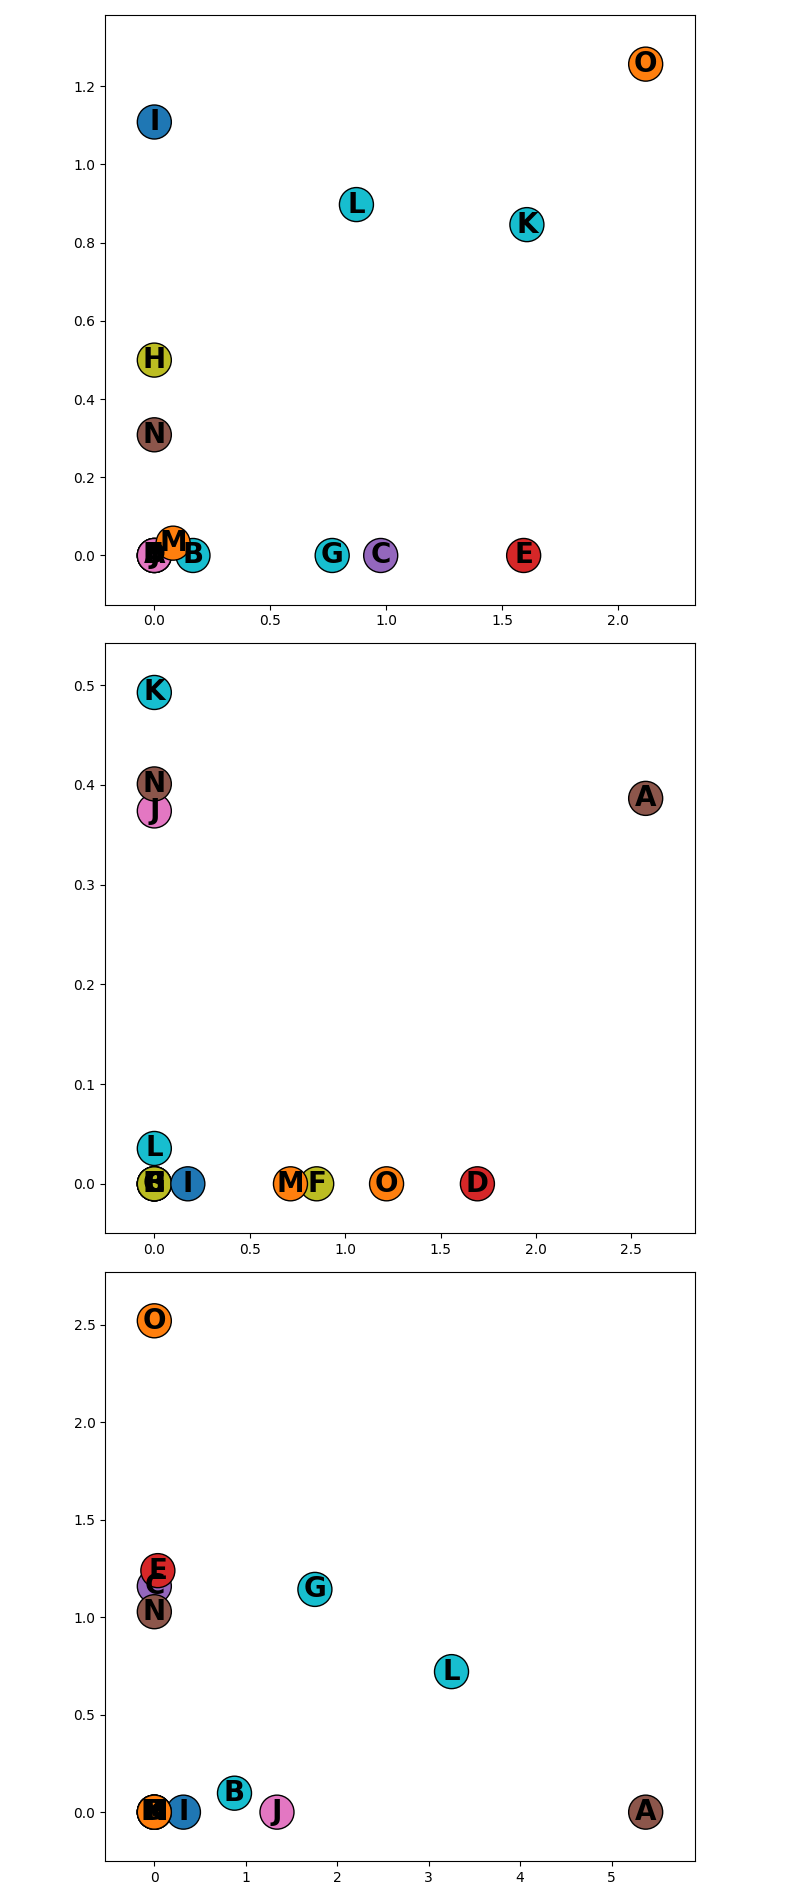 O
1.2
I
1.0
L
K
0.8
0.6
H
0.4
N
0.2
M
0.0 J B G C E
0.0 0.5 1.0 1.5 2.0
K
0.5
N
0.4 A
J
0.3
0.2
0.1
L
0.0 I M F O D
0.0 0.5 1.0 1.5 2.0 2.5
O
2.5
2.0
1.5
E
C G
N
1.0
L
0.5
B
0.0 I J A
0 1 2 3 4 5